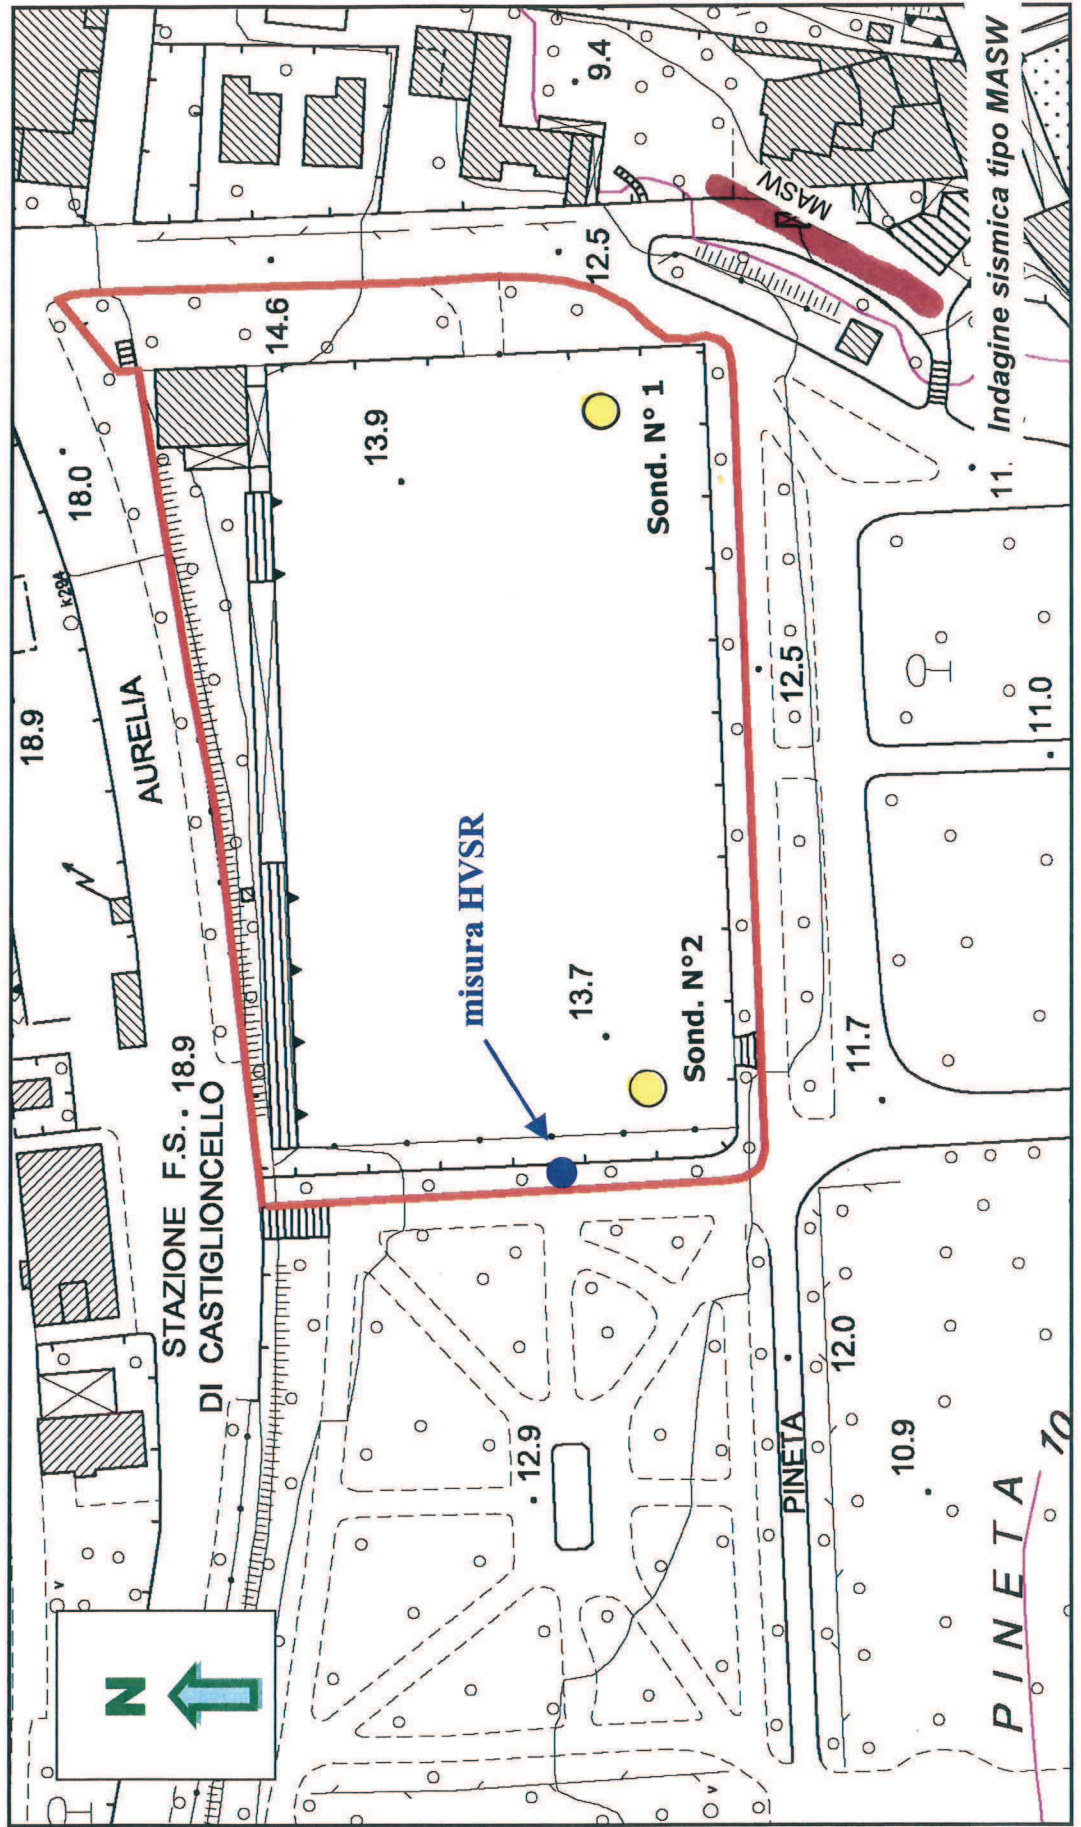 18.9
AURELIA
K294
18.0
14.6
9.4
12.5
MASW
Indagine sismica tipo MASW
13.9
Sond. N° 1
misura HVSR
13.7
Sond. N°2
STAZIONE F.S. 18.9
DI CASTIGLIONCELLO
12.5
11.
11.0
11.7
12.9
12.0
PINETA
10.9
PINETA
10
N
v
v